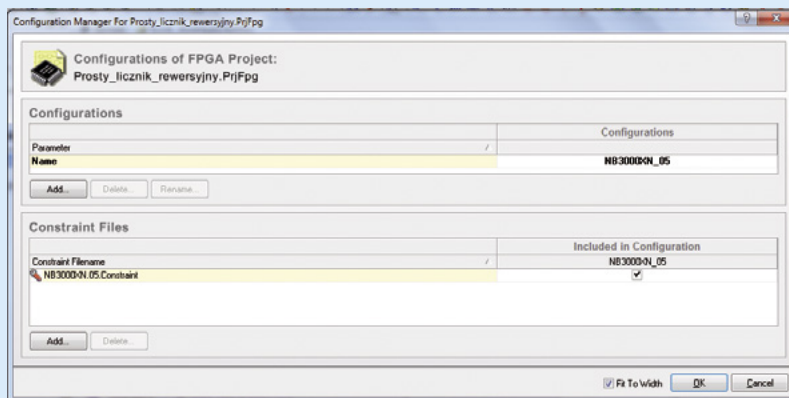 Configuration Manager For Prosty_licznik_rewersyjny.PrjFpg
Configurations of FPGA Project:
Prosty_licznik_rewersyjny.PrjFpg
Configurations
Configurations
Parameter
Name NB3000XN_05
Add... Delete... Rename...
Constraint Files
Included in Configuration
Constraint Filename NB3000XN_05
NB3000XN.05.Constraint
Add... Delete...
Fit To Width OK Cancel